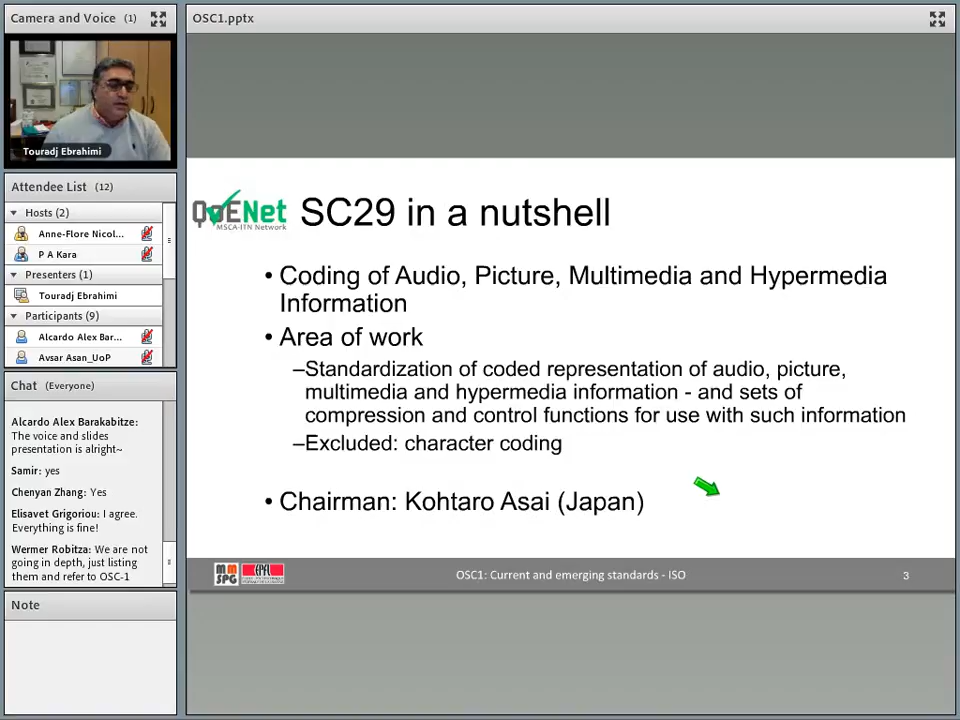 Camera and Voice (1)
Touradj Ebrahimi
Attendee List (12)
Hosts (2)
Anne-Flore Nicol...
P A Kara
Presenters (1)
Touradj Ebrahimi
Participants (9)
Alcardo Alex Bar...
Avsar Asan_UoP
Chat (Everyone)
Alcardo Alex Barakabitze:
The voice and slides
presentation is alright~
Samir: yes
Chenyan Zhang: Yes
Elisavet Grigoriou: I agree.
Everything is fine!
Wermer Robitza: We are not
going in depth, just listing
them and refer to OSC-1
Note
OSC1.pptx
QoENet
MSCA-ITN Network
SC29 in a nutshell
• Coding of Audio, Picture, Multimedia and Hypermedia
Information
• Area of work
–Standardization of coded representation of audio, picture,
multimedia and hypermedia information - and sets of
compression and control functions for use with such information
–Excluded: character coding
• Chairman: Kohtaro Asai (Japan)
MM
SPG
EPFL
OSC1: Current and emerging standards - ISO
3